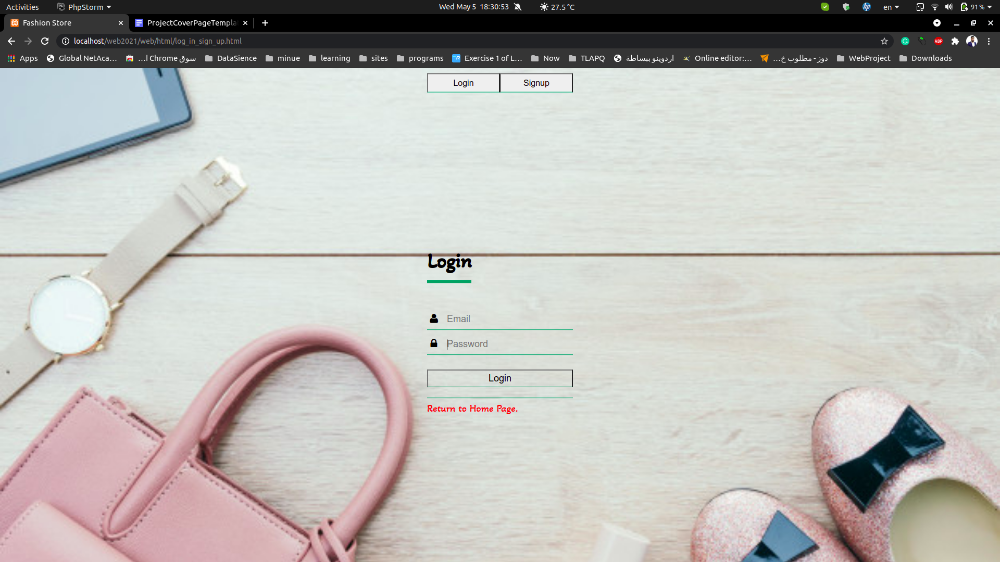 Activities PhpStorm Wed May 5 18:30:53 27.5 °C en 91 %
Fashion Store ProjectCoverPageTempla
localhost/web2021/web/html/log_in_sign_up.html ABP
Apps Global NetAca... سوق Chrome ا... DataSience minue learning sites programs Exercise 1 of L... Now TLAPQ اردوينو ببساطة Online editor:... دوز - مطلوب خ... WebProject Downloads
Login Signup
Login
Email
Password
Login
Return to Home Page.